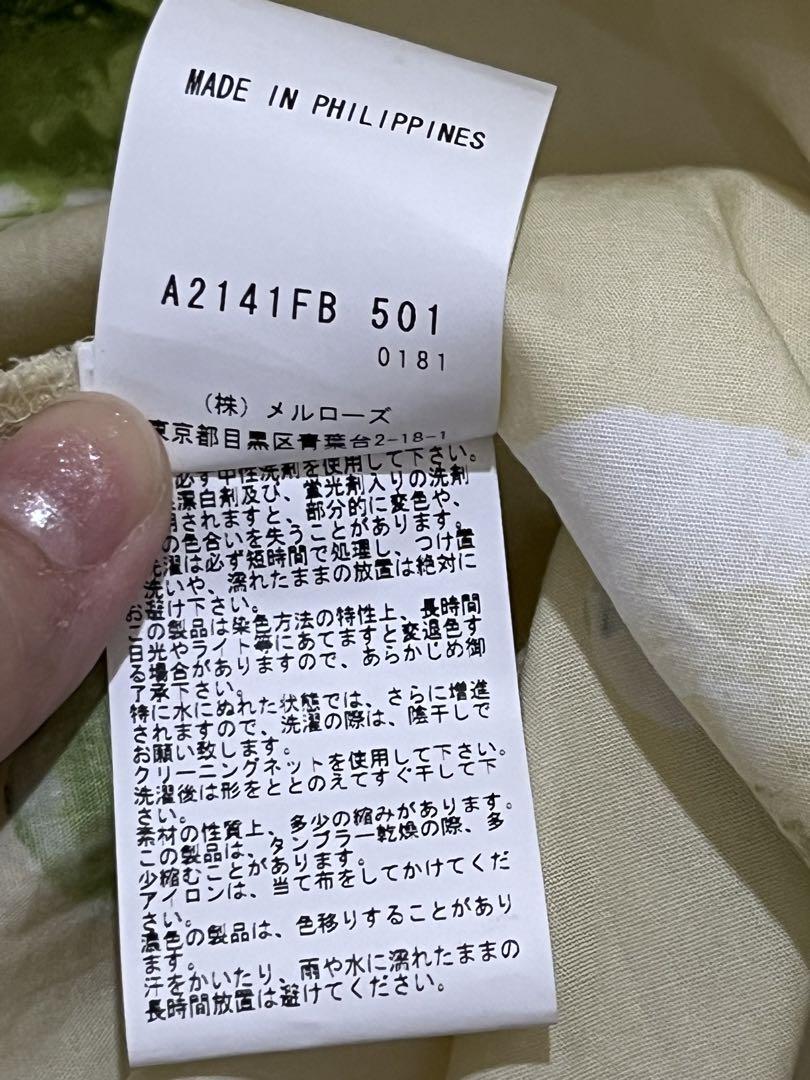 MADE IN PHILIPPINES
A2141FB 501
0181
(株) メルローズ
東京都目黒区青葉台2-18-1
必ず中性洗剤を使用して下さい。
漂白剤及び、蛍光剤入りの洗剤
されますと、部分的に変色や、
の色合いを失うことがあります。
洗濯は必ず短時間で処理し、つけ置
洗いや、濡れたままの放置は絶対に
お避け下さい。
この製品は染色方法の特性上、長時間
日光やライト等にあてますと変退色す
る場合がありますので、あらかじめ御
了承下さい。
特に水にぬれた状態では、さらに増進
されますので、洗濯の際は、陰干しで
お願い致します。
クリーニングネットを使用して下さい。
洗濯後は形をととのえてすぐ干して下
さい。
素材の性質上、多少の縮みがあります。
この製品は、タンブラー乾燥の際、多
少縮むことがあります。
アイロンは、当て布をしてかけてくだ
さい。
濃色の製品は、色移りすることがあり
ます。
汗をかいたり、雨や水に濡れたままの
長時間放置は避けてください。